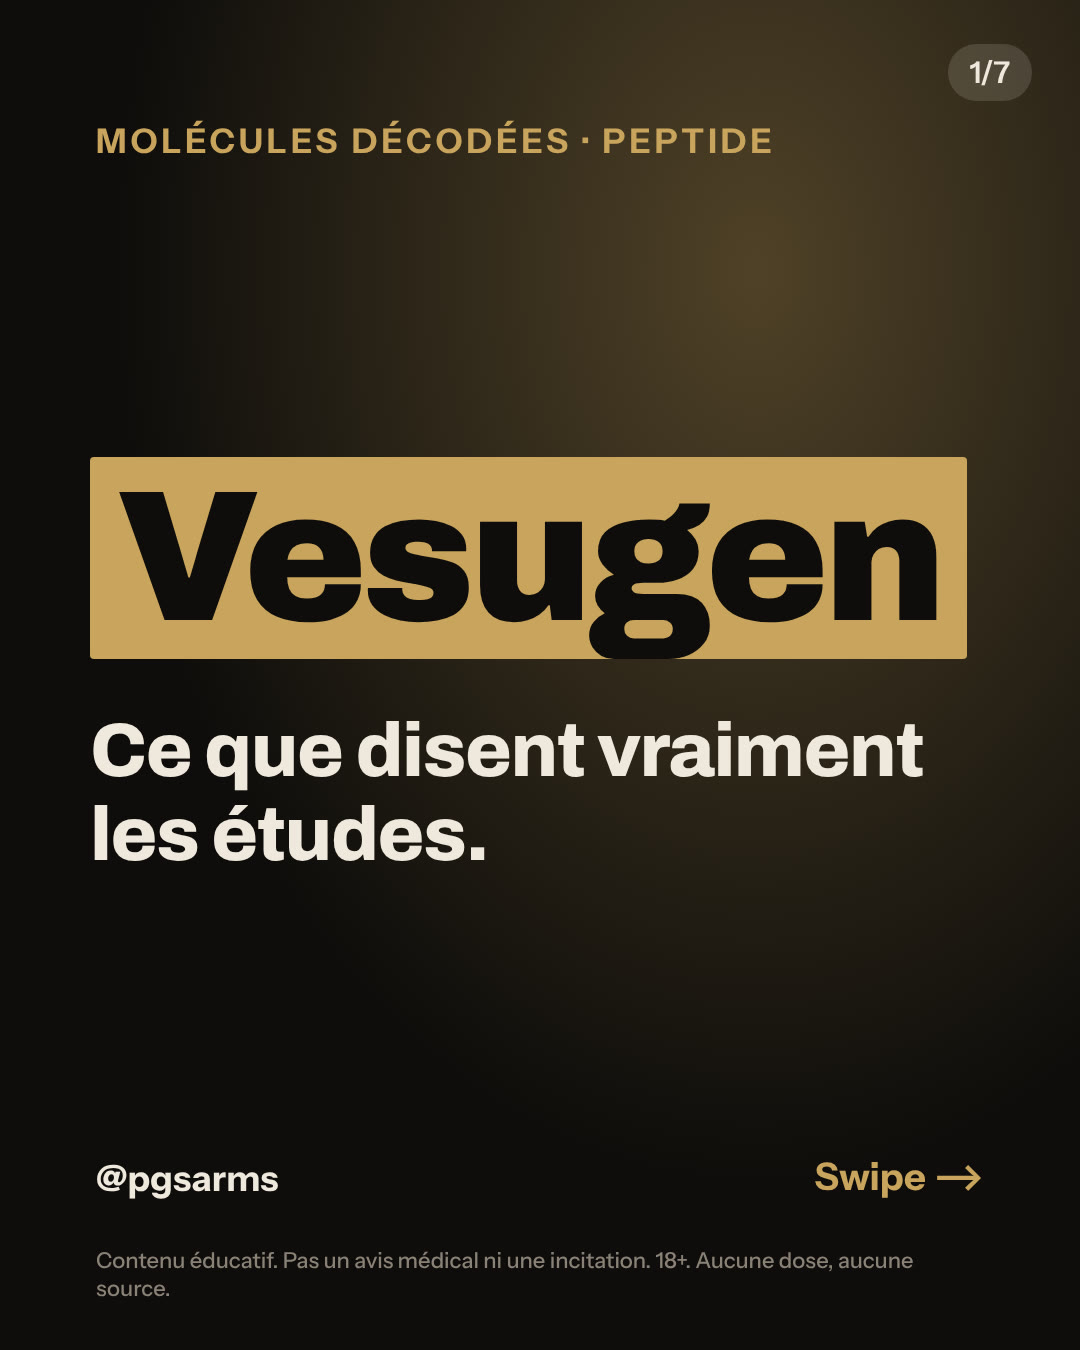 1/7
MOLÉCULES DÉCODÉES · PEPTIDE
Vesugen
Ce que disent vraiment
les études.
@pgsarms
Swipe →
Contenu éducatif. Pas un avis médical ni une incitation. 18+. Aucune dose, aucune
source.